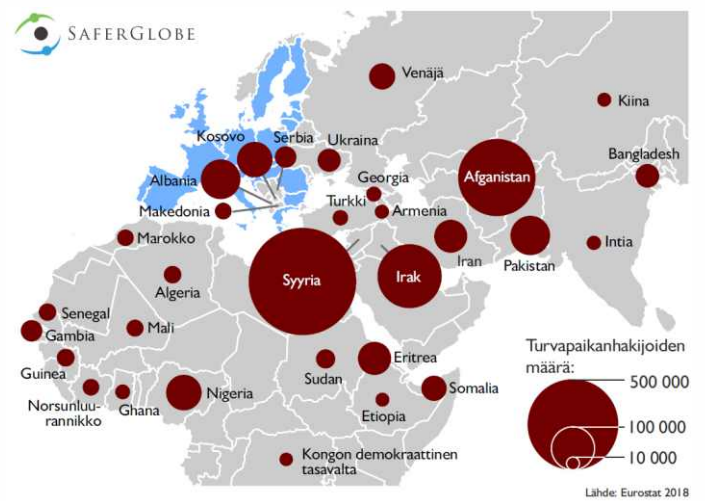 SAFERGLOBE
Venäjä
Kiina
Kosovo
Serbia
Ukraina
Bangladesh
Albania
Georgia
Afganistan
Makedonia
Turkki
Armenia
Marokko
Iran
Pakistan
Intia
Syyria
Irak
Algeria
Senegal
Gambia
Mali
Guinea
Sudan
Eritrea
Norsunluu-
rannikko
Ghana
Nigeria
Etiopia
Somalia
Kongon demokraattinen
tasavalta
Turvapaikanhakijoiden
määrä:
500 000
100 000
10 000
Lähde: Eurostat 2018